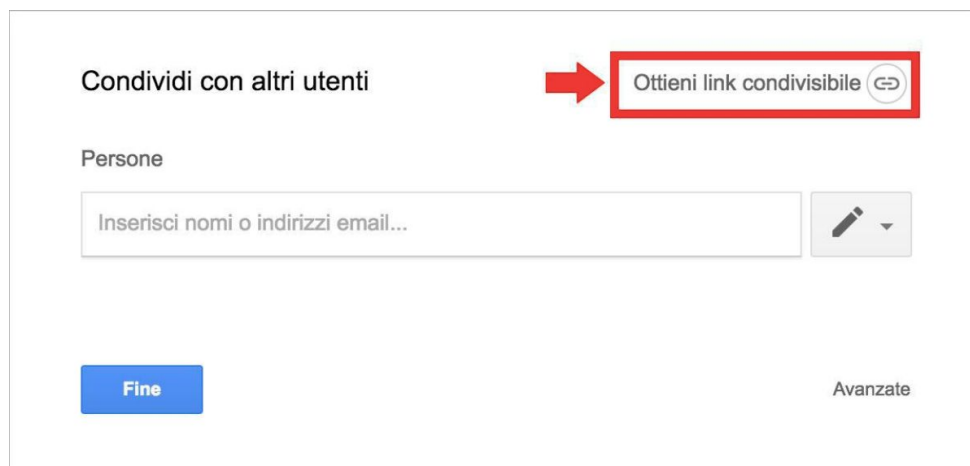 Condividi con altri utenti
Ottieni link condivisibile
Persone
Inserisci nomi o indirizzi email...
Fine
Avanzate